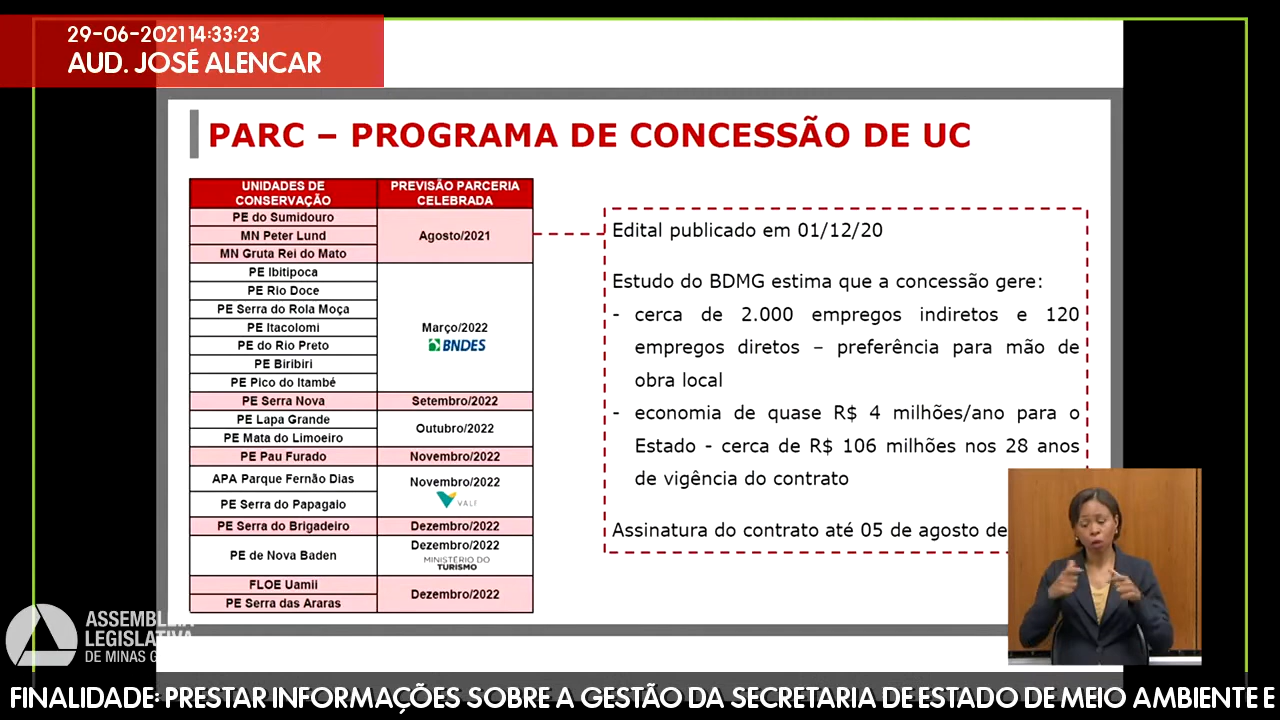 29-06-2021 14:33:23
AUD. JOSÉ ALENCAR
PARC – PROGRAMA DE CONCESSÃO DE UC
UNIDADES DE CONSERVAÇÃO
PREVISÃO PARCERIA CELEBRADA
PE do Sumidouro
MN Peter Lund
Agosto/2021
MN Gruta Rei do Mato
PE Ibitipoca
PE Rio Doce
PE Serra do Rola Moça
PE Itacolomi
Março/2022
PE do Rio Preto
BNDES
PE Biribiri
PE Pico do Itambé
PE Serra Nova
Setembro/2022
PE Lapa Grande
Outubro/2022
PE Mata do Limoeiro
PE Pau Furado
Novembro/2022
APA Parque Fernão Dias
Novembro/2022
VALE
PE Serra do Papagaio
PE Serra do Brigadeiro
Dezembro/2022
PE de Nova Baden
Dezembro/2022
MINISTÉRIO DO
TURISMO
FLOE Uamii
Dezembro/2022
PE Serra das Araras
Edital publicado em 01/12/20
Estudo do BDMG estima que a concessão gere:
- cerca de 2.000 empregos indiretos e 120
empregos diretos – preferência para mão de
obra local
- economia de quase R$ 4 milhões/ano para o
Estado - cerca de R$ 106 milhões nos 28 anos
de vigência do contrato
Assinatura do contrato até 05 de agosto de
ASSEMBLEIA
LEGISLATIVA
DE MINAS G
FINALIDADE: PRESTAR INFORMAÇÕES SOBRE A GESTÃO DA SECRETARIA DE ESTADO DE MEIO AMBIENTE E